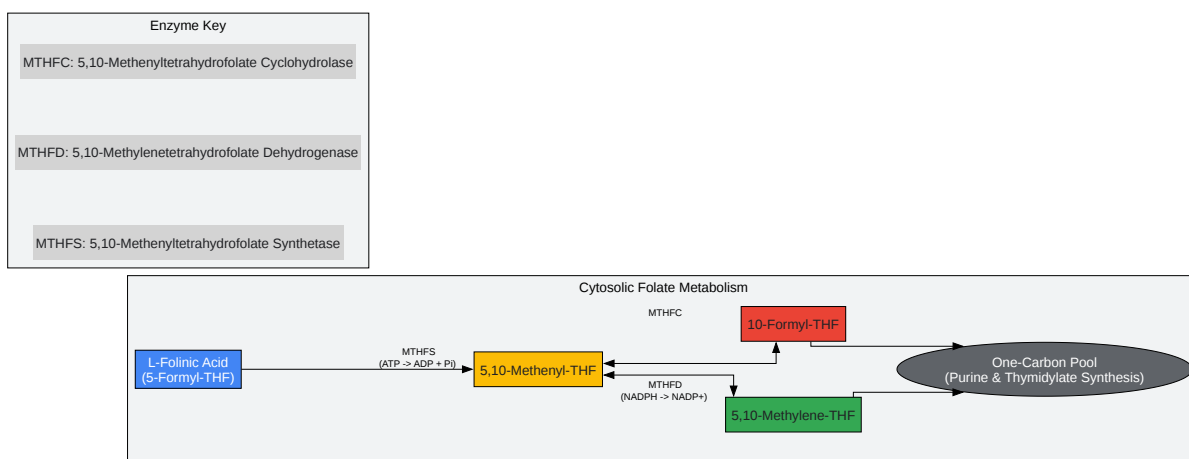 Enzyme Key
MTHFC: 5,10-Methenyltetrahydrofolate Cyclohydrolase
MTHFD: 5,10-Methylenetetrahydrofolate Dehydrogenase
MTHFS: 5,10-Methenyltetrahydrofolate Synthetase
Cytosolic Folate Metabolism
L-Folinic Acid
(5-Formyl-THF)
MTHFS
(ATP -> ADP + Pi)
5,10-Methenyl-THF
MTHFC
10-Formyl-THF
MTHFD
(NADPH -> NADP+)
5,10-Methylene-THF
One-Carbon Pool
(Purine & Thymidylate Synthesis)